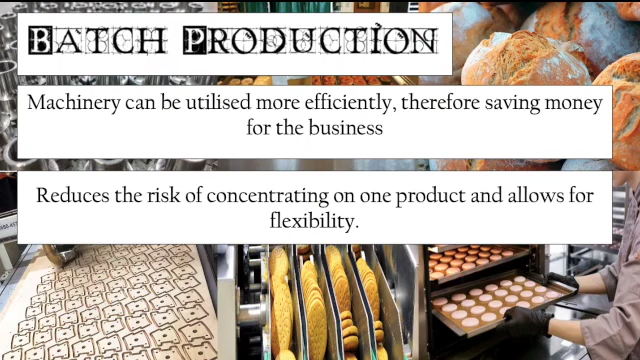 Batch Production
Machinery can be utilised more efficiently, therefore saving money
for the business
Reduces the risk of concentrating on one product and allows for
flexibility.